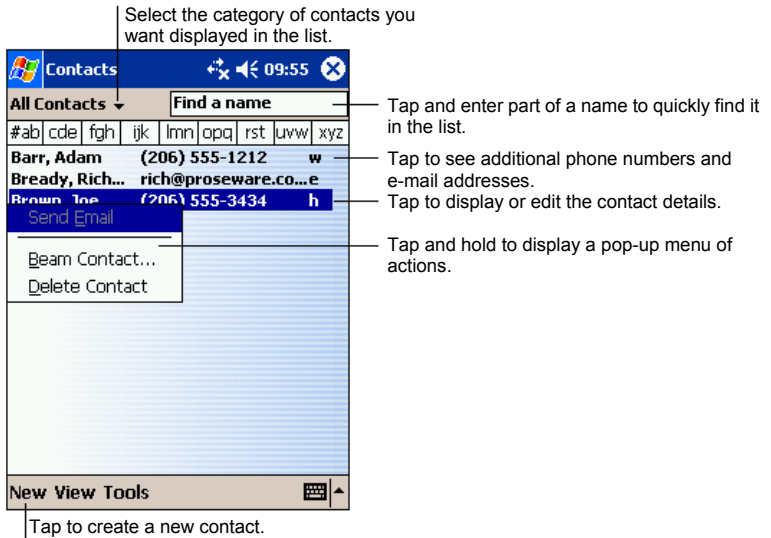 Select the category of contacts you
want displayed in the list.
Contacts 09:55
All Contacts Find a name
Tap and enter part of a name to quickly find it
in the list.
#ab cde fgh ijk lmn opq rst uvw xyz
Barr, Adam (206) 555-1212 w
Tap to see additional phone numbers and
e-mail addresses.
Bready, Rich... rich@proseware.co...e
Brown, Joe (206) 555-3434 h
Tap to display or edit the contact details.
Send Email
Tap and hold to display a pop-up menu of
actions.
Beam Contact...
Delete Contact
New View Tools
Tap to create a new contact.